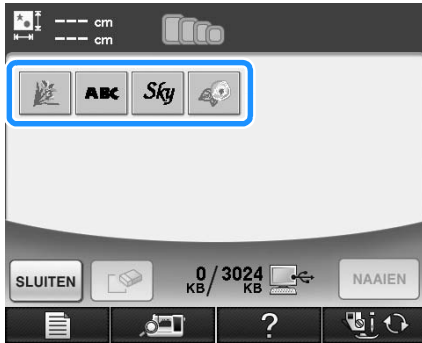 --- cm
--- cm
ABC Sky
SLUITEN 0/3024 NAAIEN
KB KB
?